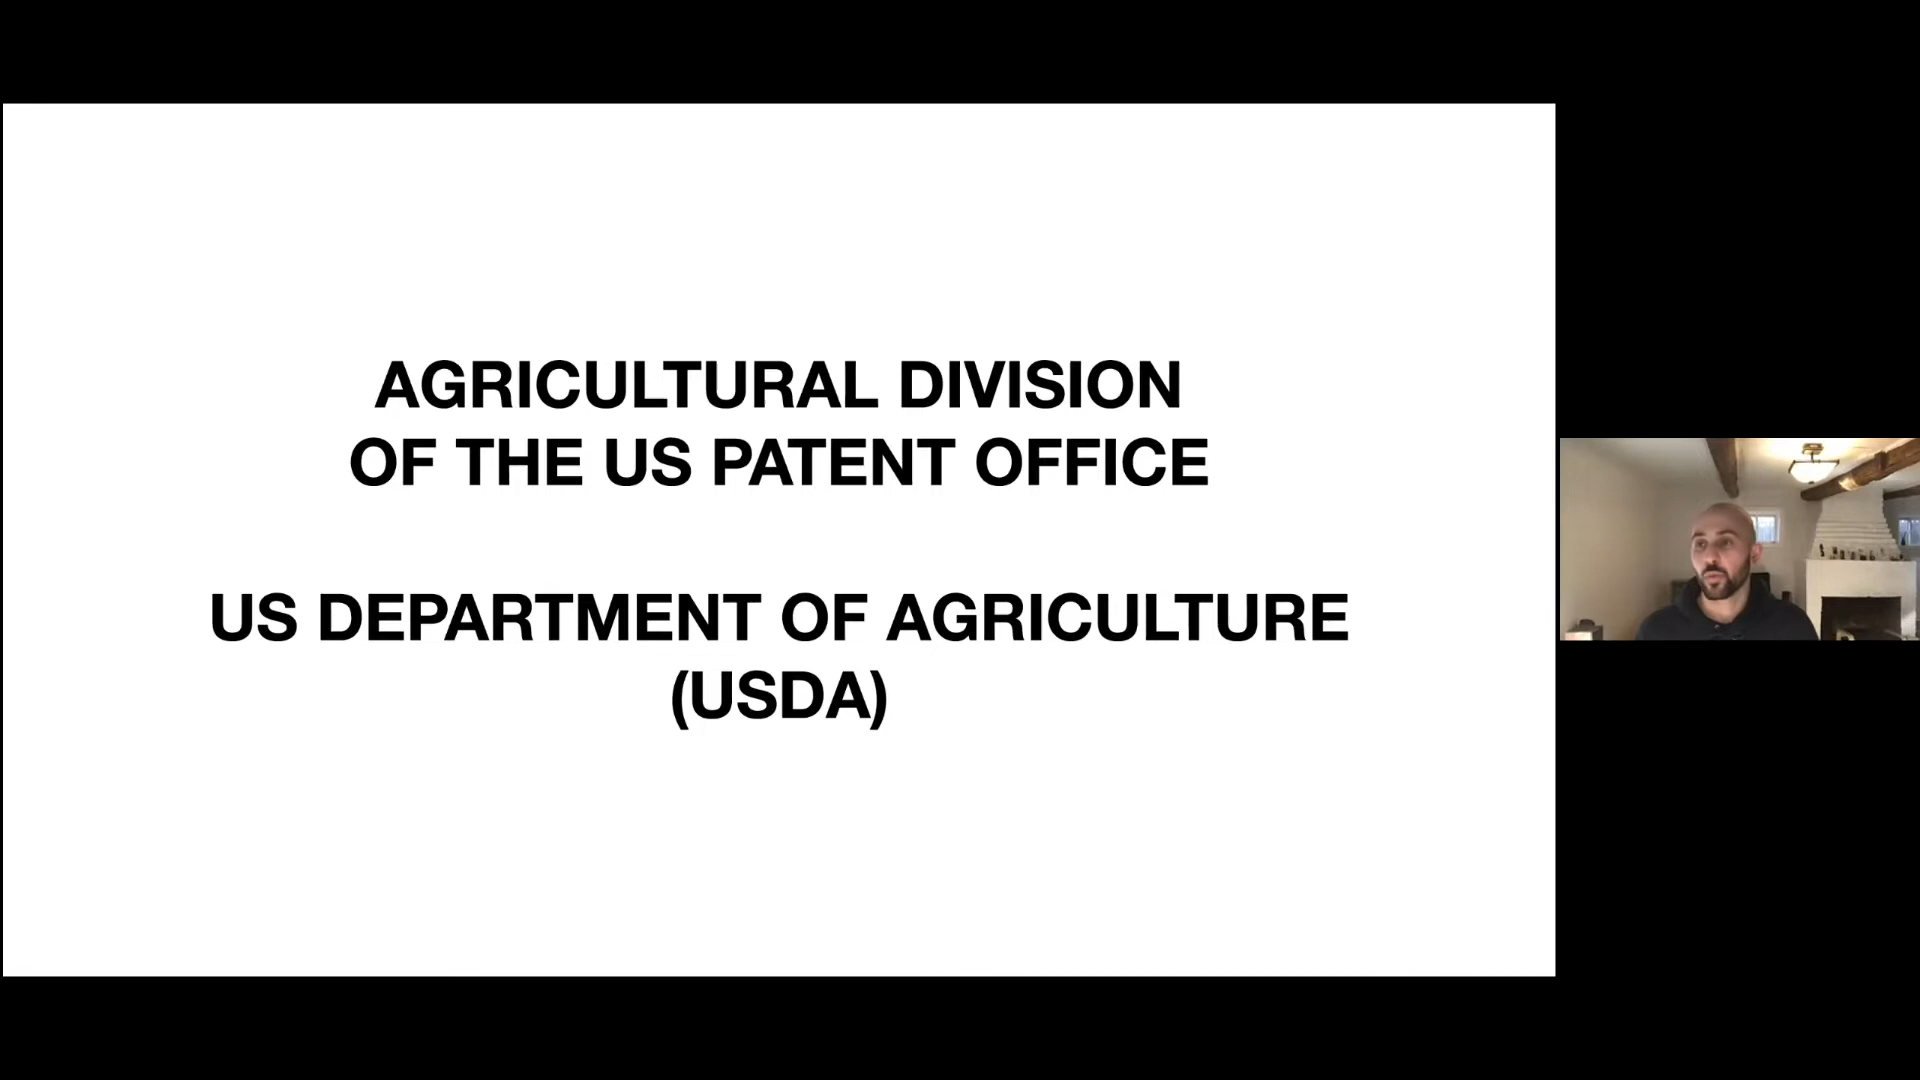 AGRICULTURAL DIVISION
OF THE US PATENT OFFICE
US DEPARTMENT OF AGRICULTURE
(USDA)